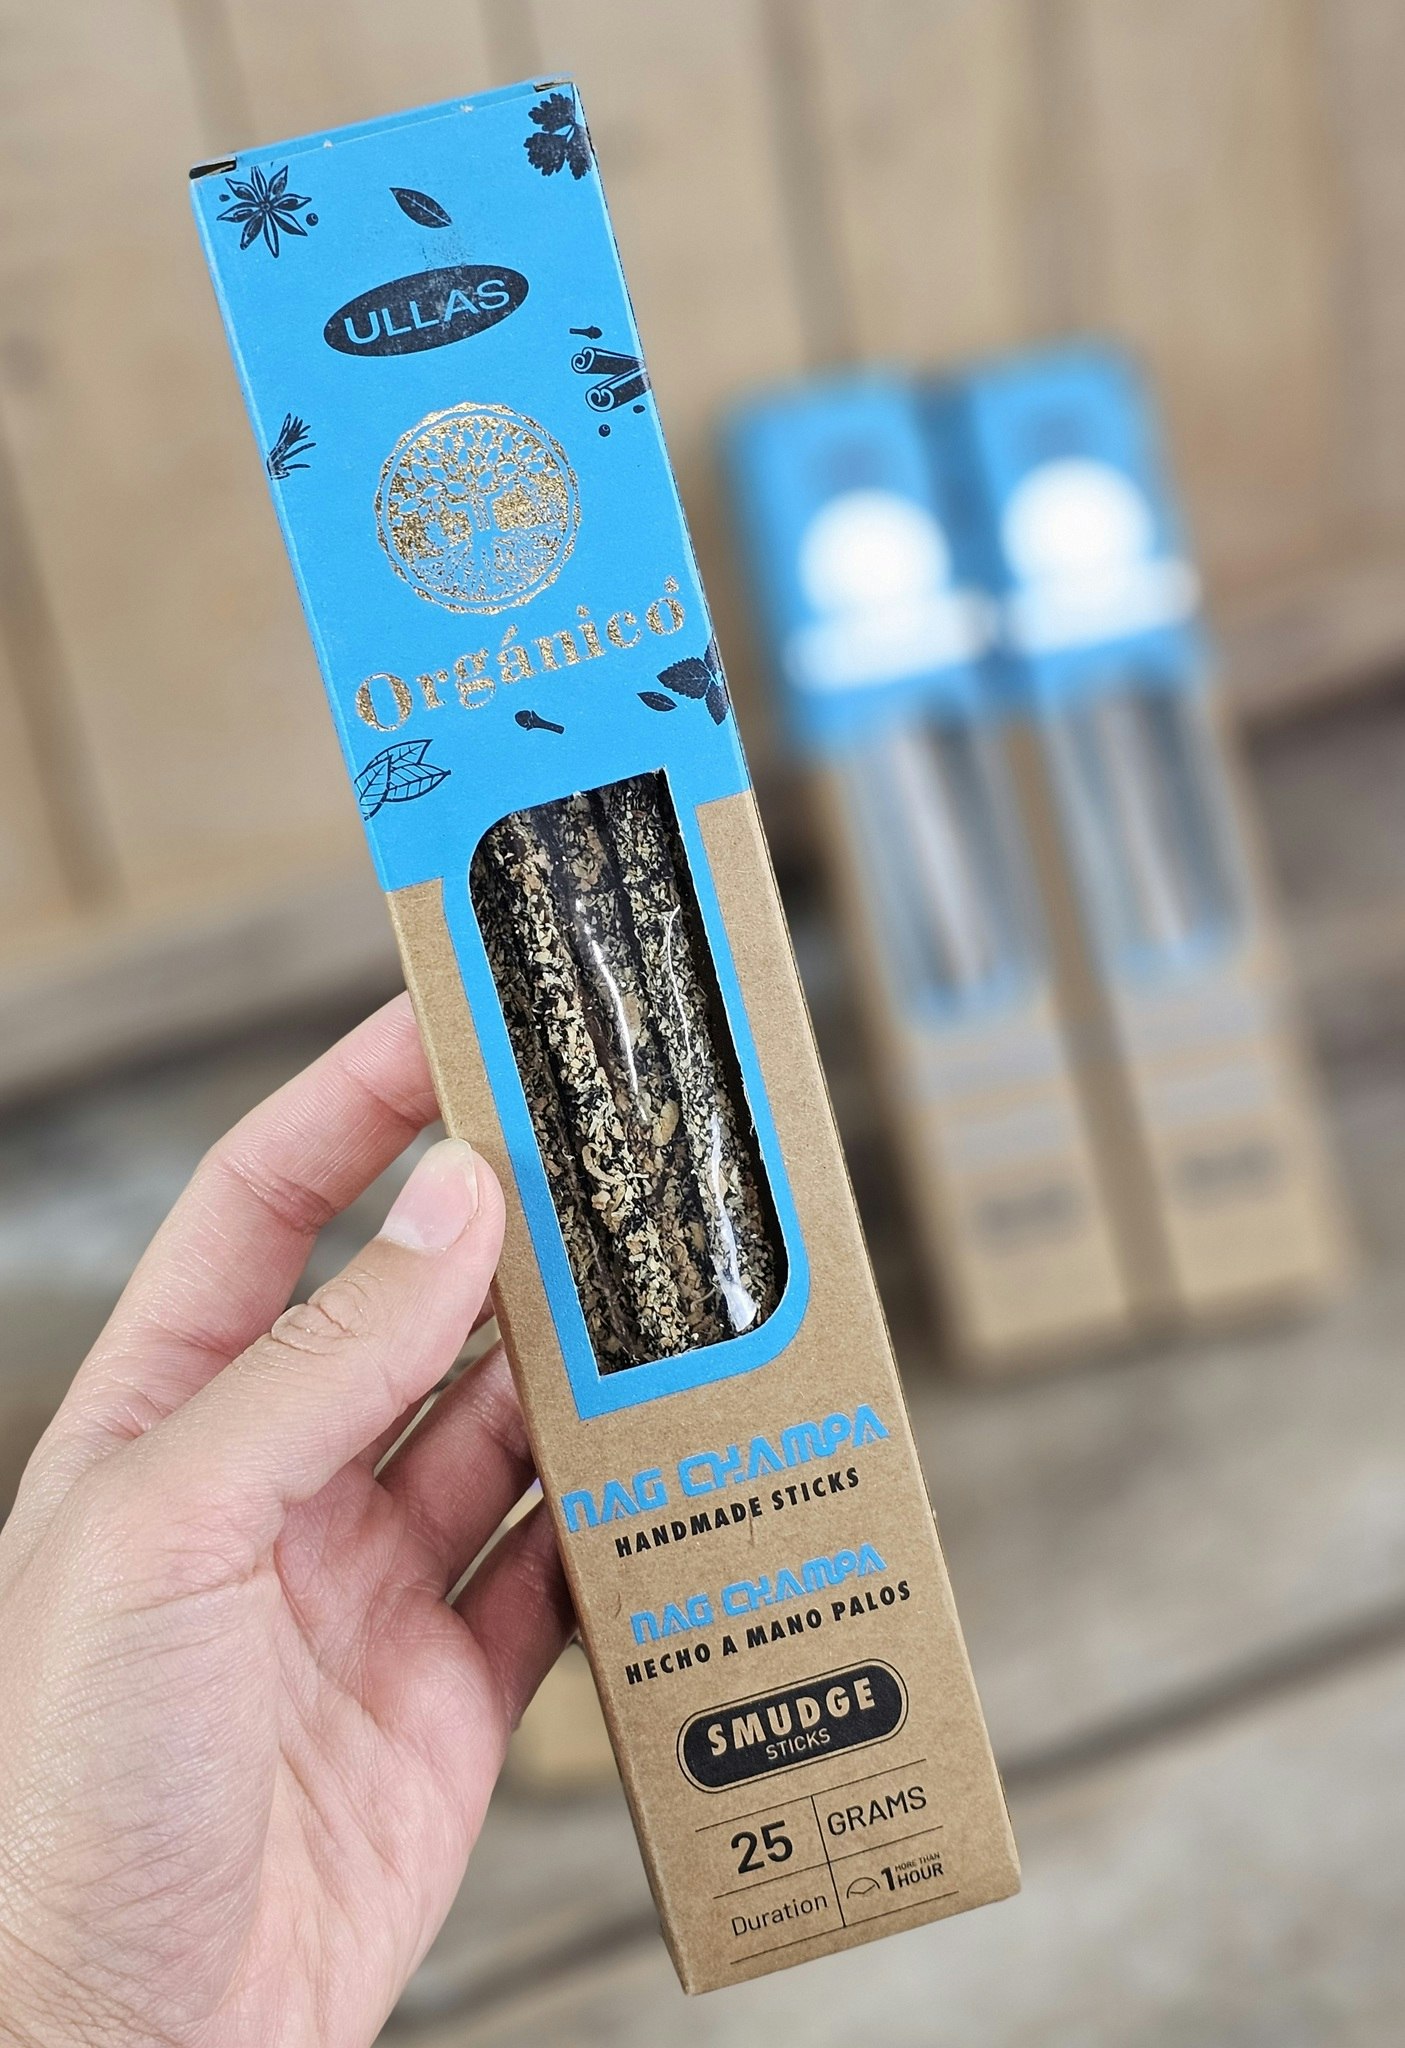 ULLAS
Orgánico
NAG CHAMPA
HANDMADE STICKS
NAG CHAMPA
HECHO A MANO PALOS
SMUDGE
STICKS
25 GRAMS
Duration 1 MORE THAN HOUR